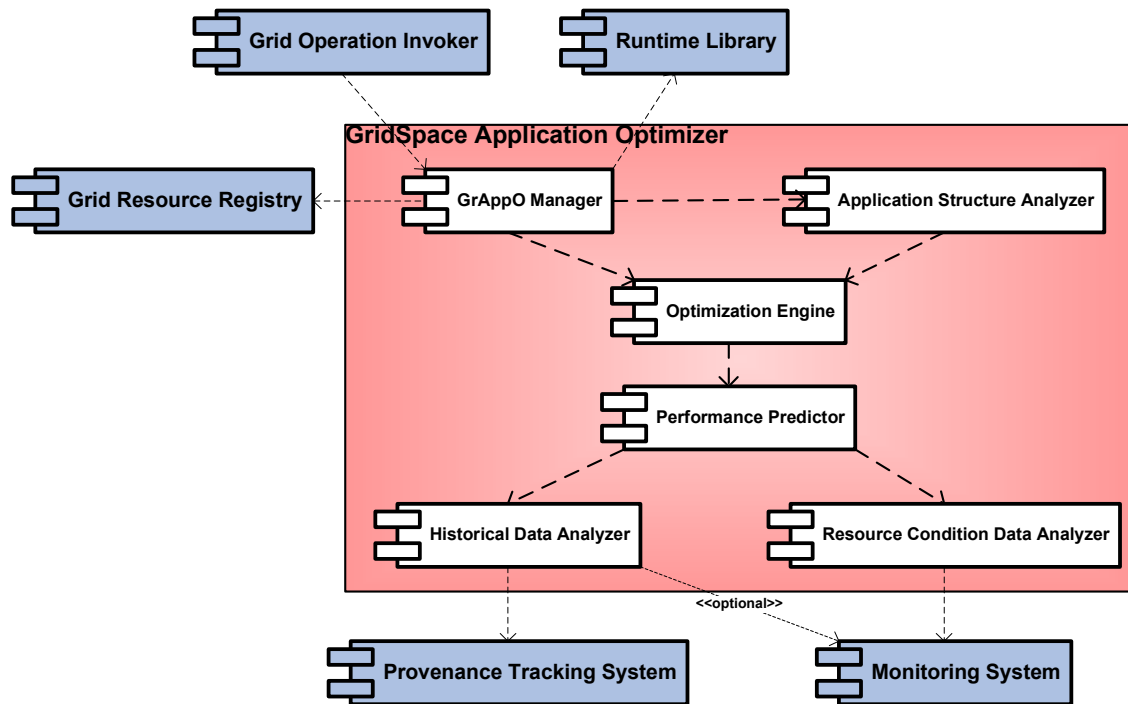 Grid Operation Invoker
Runtime Library
GridSpace Application Optimizer
Grid Resource Registry
GrAppO Manager
Application Structure Analyzer
Optimization Engine
Performance Predictor
Historical Data Analyzer
Resource Condition Data Analyzer
<<optional>>
Provenance Tracking System
Monitoring System